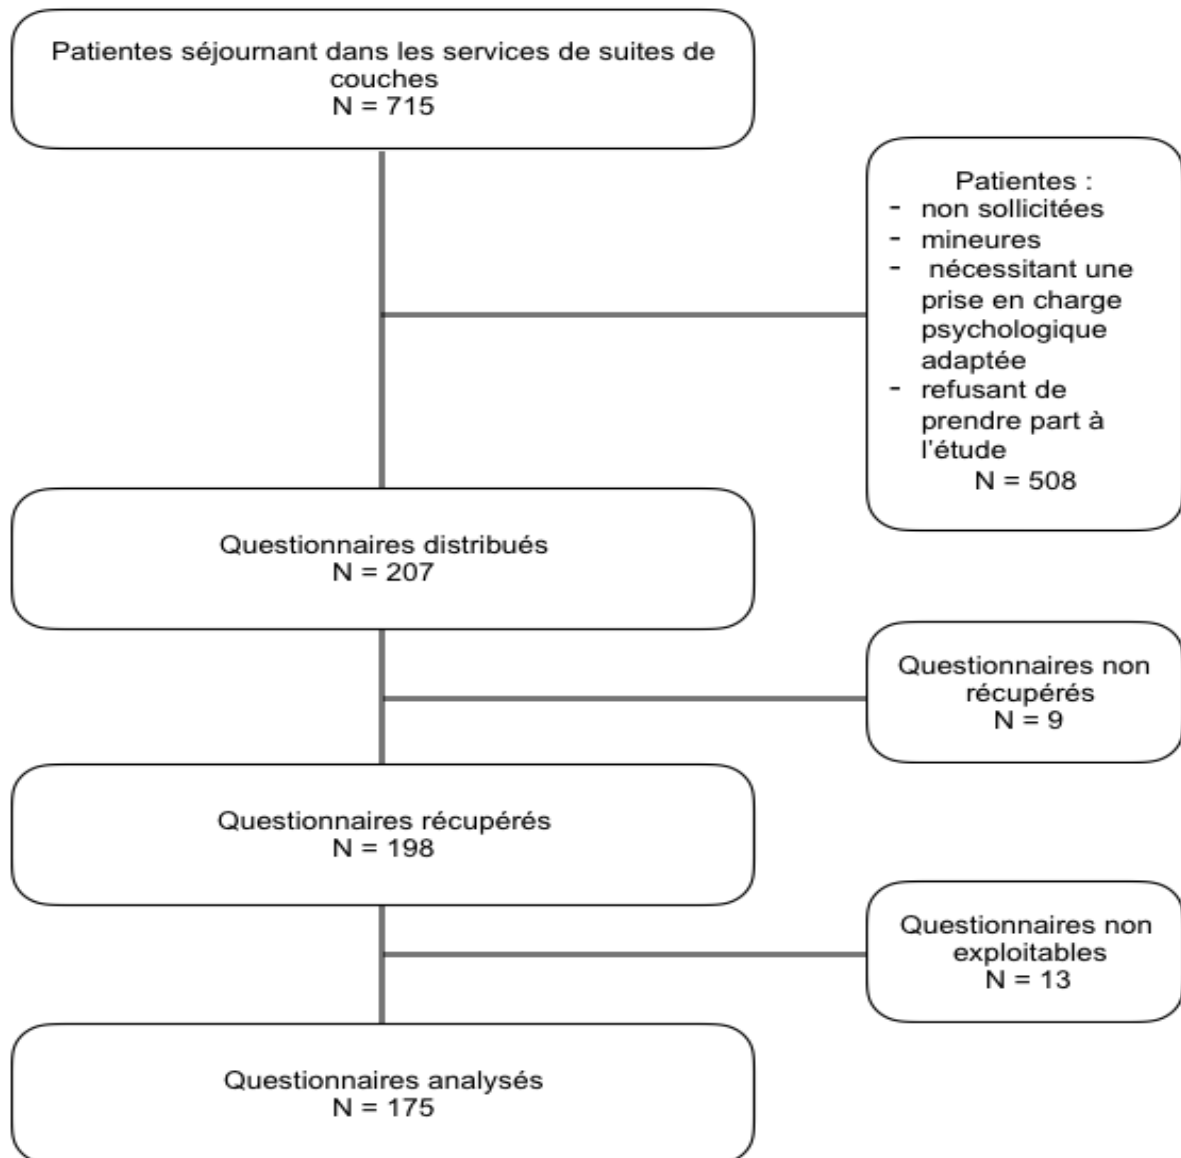 Patientes séjournant dans les services de suites de
couches
N = 715
Patientes :
- non sollicitées
- mineures
- nécessitant une
prise en charge
psychologique
adaptée
- refusant de
prendre part à
l'étude
N = 508
Questionnaires distribués
N = 207
Questionnaires non
récupérés
N = 9
Questionnaires récupérés
N = 198
Questionnaires non
exploitables
N = 13
Questionnaires analysés
N = 175